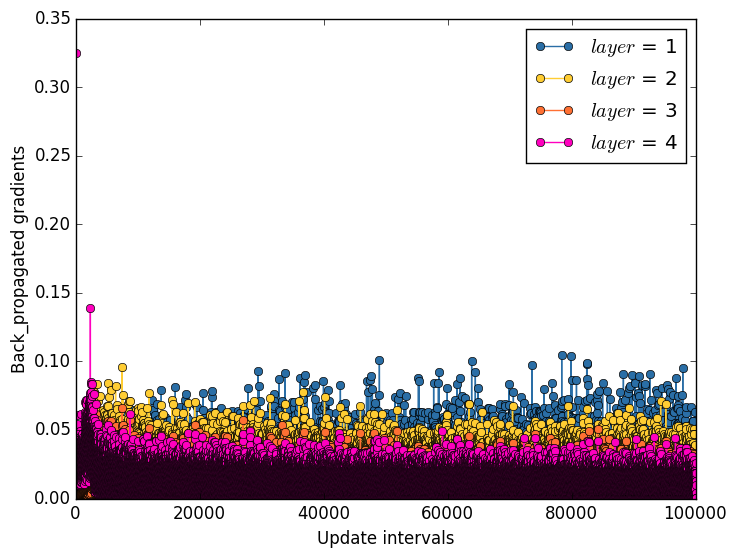 0.35
0.30
0.25
0.20
0.15
0.10
0.05
0.00
Back_propagated gradients
layer = 1
layer = 2
layer = 3
layer = 4
0 20000 40000 60000 80000 100000
Update intervals